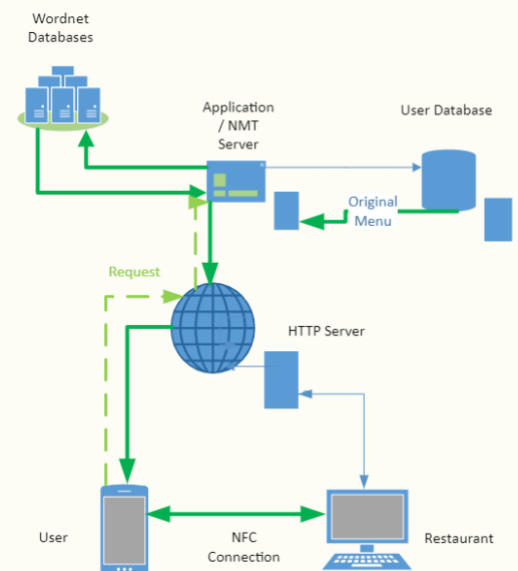 Wordnet
Databases
Application
/ NMT
Server
User Database
Original
Menu
Request
HTTP Server
User
NFC
Connection
Restaurant